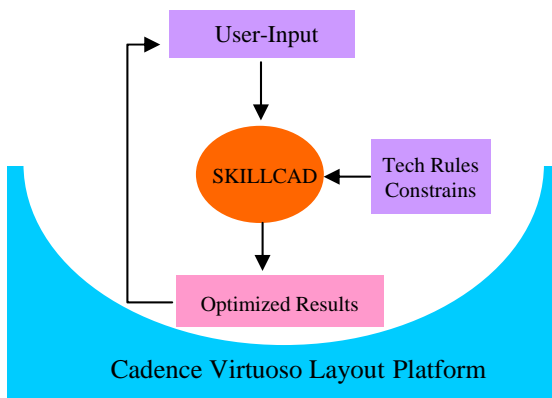 User-Input
SKILLCAD
Tech Rules
Constrains
Optimized Results
Cadence Virtuoso Layout Platform